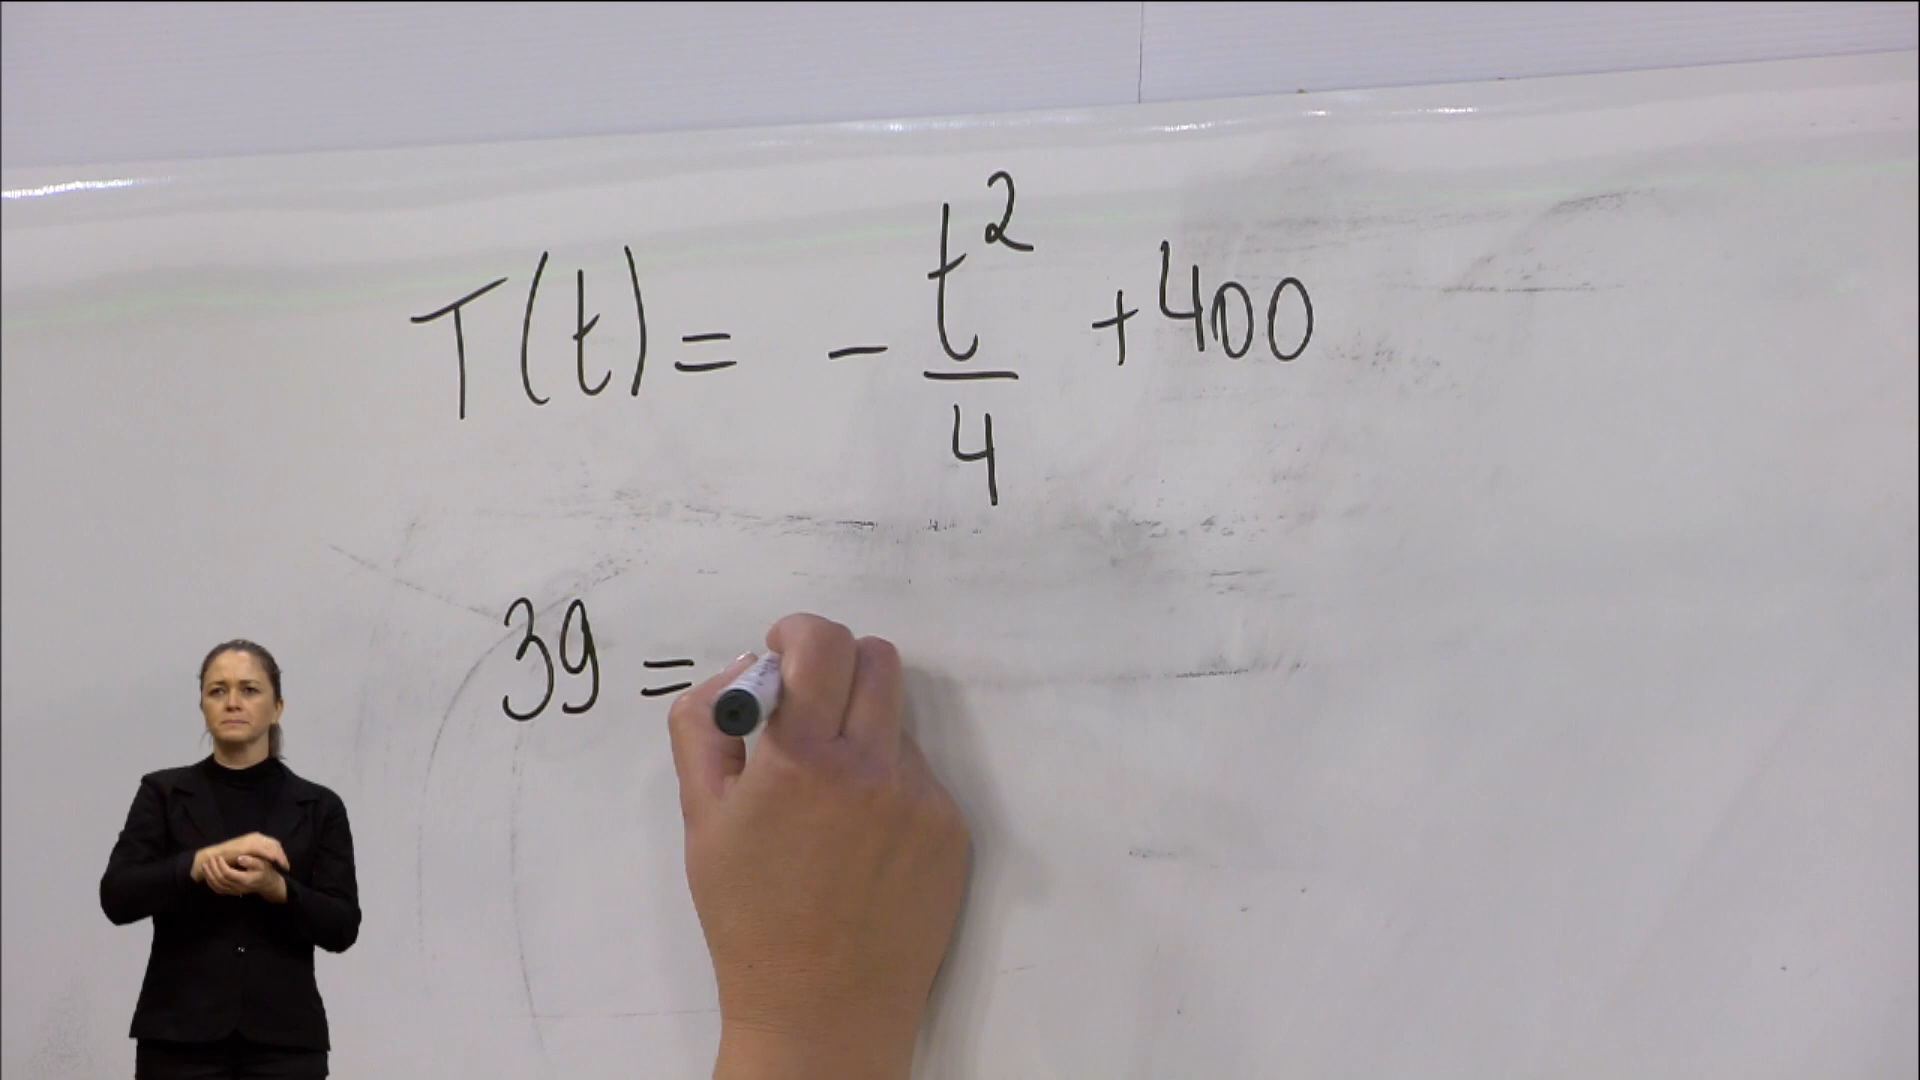 T(t) = - t²/4 + 400
39 =